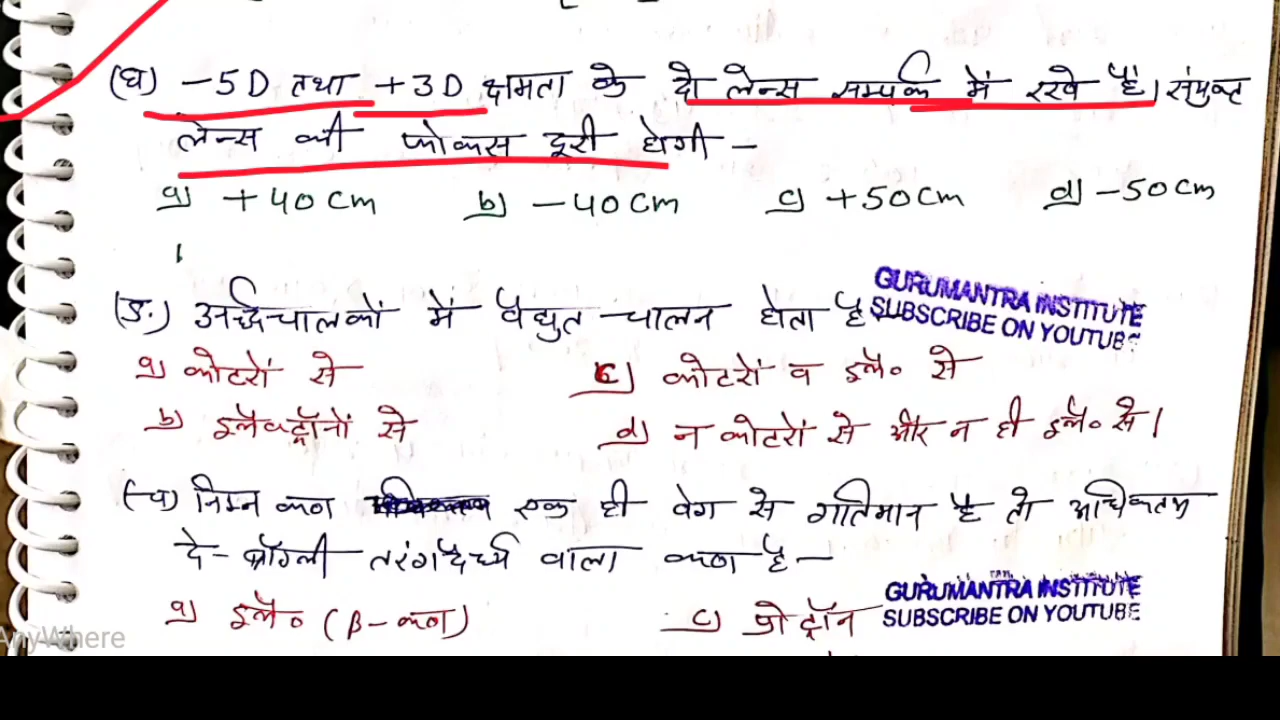 (घ) -5D तथा +3D क्षमता के दो लेन्स सम्पर्क में रखे हैं। संयुक्त
लेन्स की फोकस दूरी होगी -
a) +40 cm b) -40 cm c) +50 cm d) -50 cm
(ङ.) अर्द्धचालकों में वैद्युत चालन होता है
GURUMANTRA INSTITUTE
SUBSCRIBE ON YOUTUBE
a) कोटरों से c) कोटरों व इलै० से
b) इलैक्ट्रॉनों से d) न कोटरों से और न ही इलै० से।
(च) निम्न कण एक ही वेग से गतिमान है तो अधिकतम
दे-ब्रॉग्ली तरंगदैर्ध्य वाला कण है -
GURUMANTRA INSTITUTE
SUBSCRIBE ON YOUTUBE
a) इलै० (β-कण) c) प्रोट्रॉन
AnyWhere